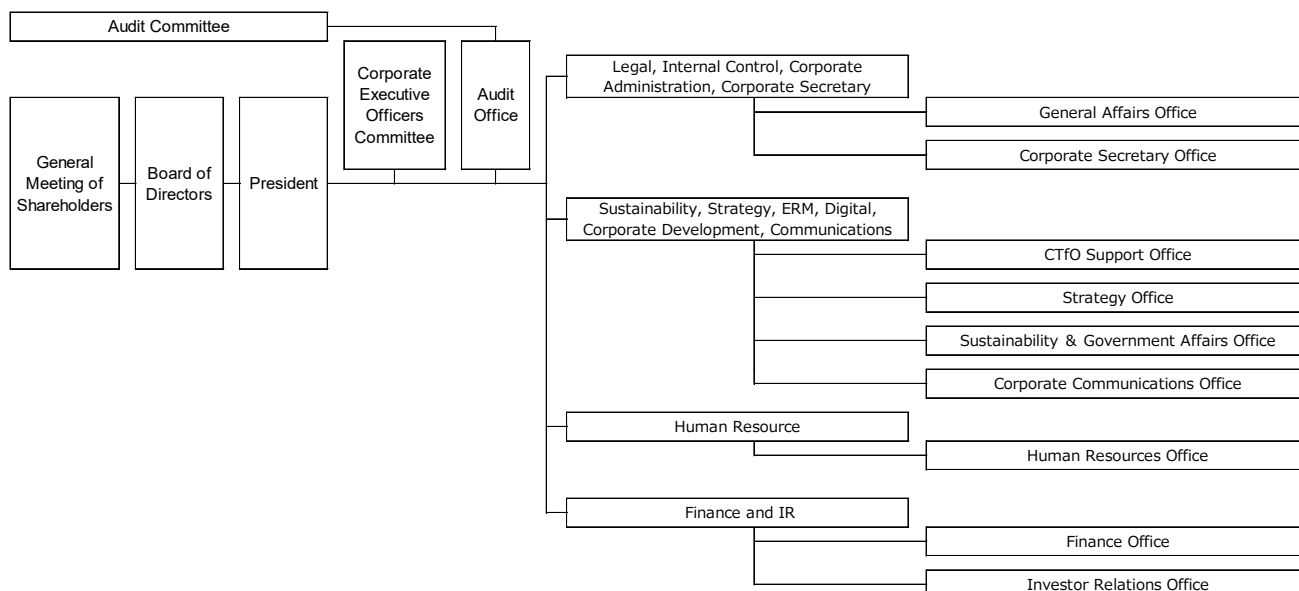 Audit Committee
Corporate
Executive
Officers
Committee
Audit
Office
General
Meeting of
Shareholders
Board of
Directors
President
Legal, Internal Control, Corporate
Administration, Corporate Secretary
General Affairs Office
Corporate Secretary Office
Sustainability, Strategy, ERM, Digital,
Corporate Development, Communications
CTfO Support Office
Strategy Office
Sustainability & Government Affairs Office
Corporate Communications Office
Human Resource
Human Resources Office
Finance and IR
Finance Office
Investor Relations Office